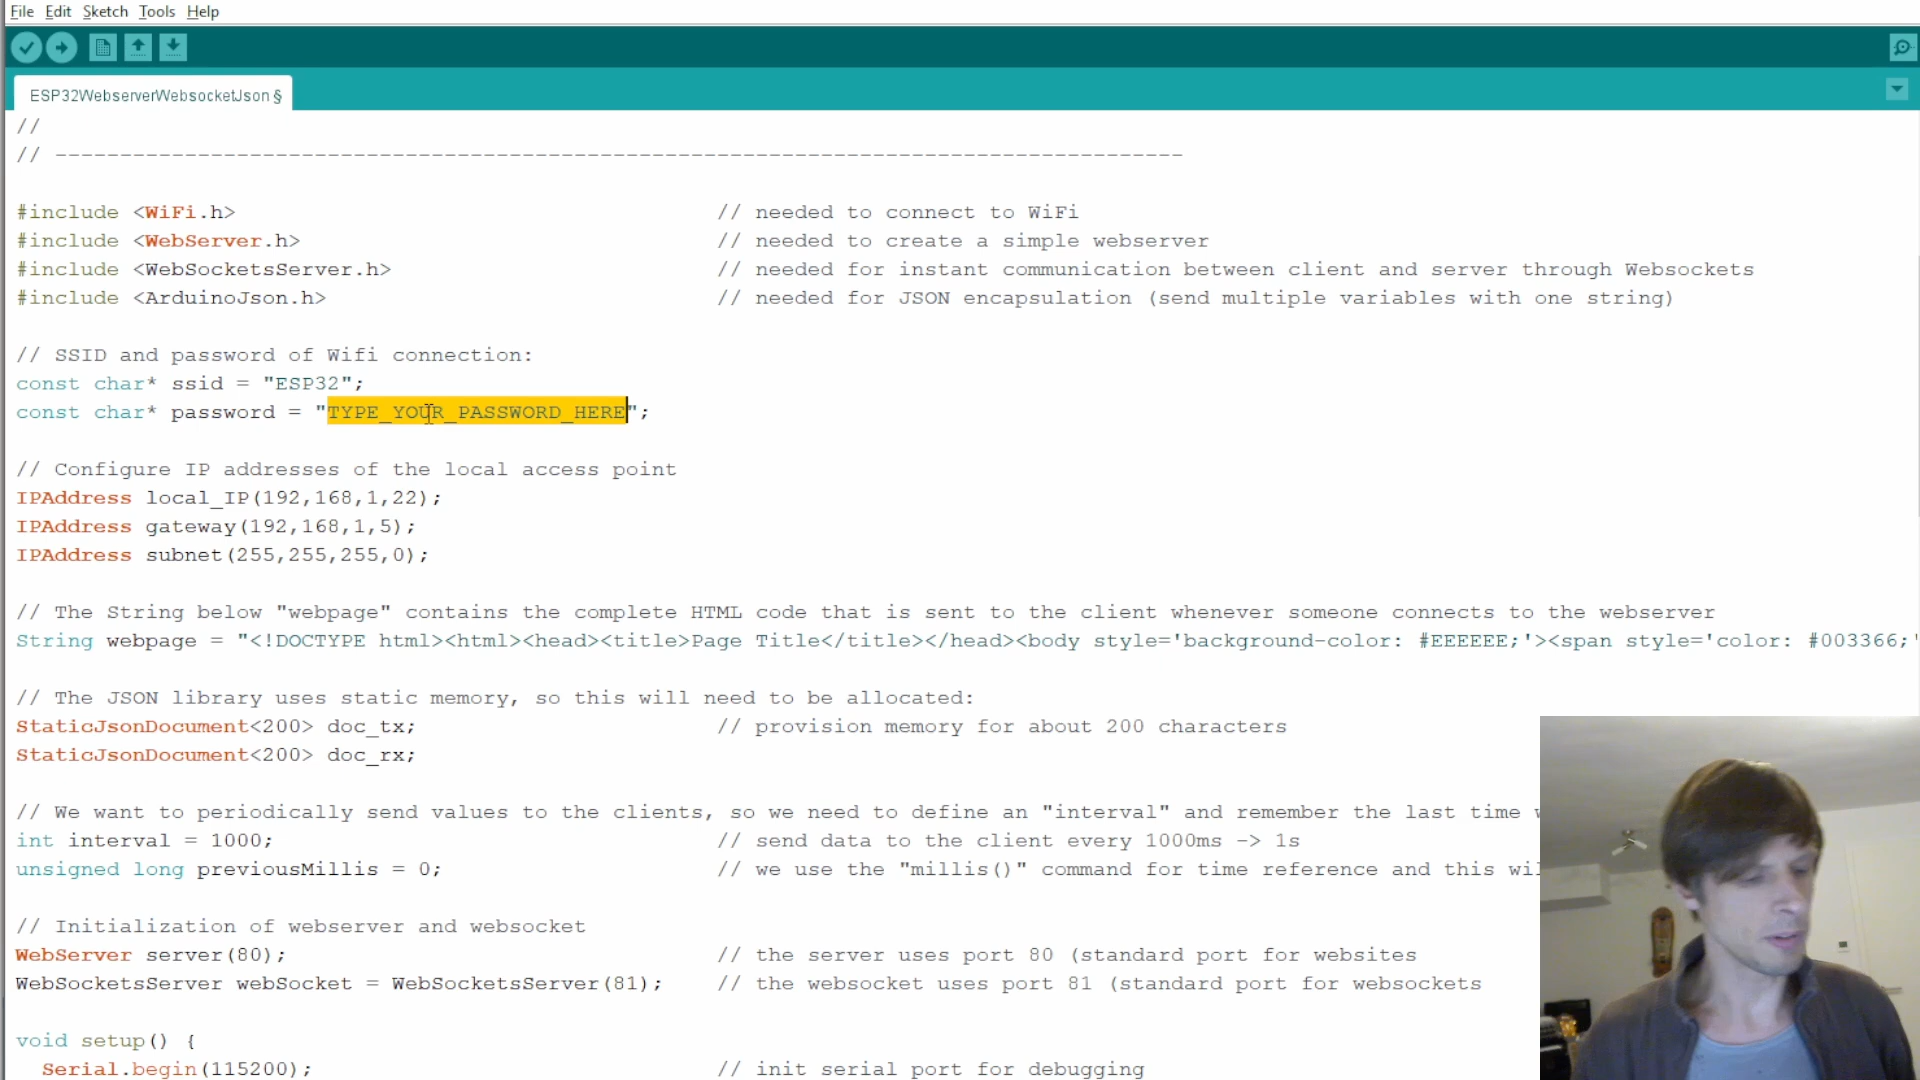 File Edit Sketch Tools Help
ESP32WebserverWebsocketJson §
//
// ---------------------------------------------------------------------------------------
#include <WiFi.h> // needed to connect to WiFi
#include <WebServer.h> // needed to create a simple webserver
#include <WebSocketsServer.h> // needed for instant communication between client and server through Websockets
#include <ArduinoJson.h> // needed for JSON encapsulation (send multiple variables with one string)
// SSID and password of Wifi connection:
const char* ssid = "ESP32";
const char* password = "TYPE_YOUR_PASSWORD_HERE";
// Configure IP addresses of the local access point
IPAddress local_IP(192,168,1,22);
IPAddress gateway(192,168,1,5);
IPAddress subnet(255,255,255,0);
// The String below "webpage" contains the complete HTML code that is sent to the client whenever someone connects to the webserver
String webpage = "<!DOCTYPE html><html><head><title>Page Title</title></head><body style='background-color: #EEEEEE;'><span style='color: #003366;'
// The JSON library uses static memory, so this will need to be allocated:
StaticJsonDocument<200> doc_tx; // provision memory for about 200 characters
StaticJsonDocument<200> doc_rx;
// We want to periodically send values to the clients, so we need to define an "interval" and remember the last time
int interval = 1000; // send data to the client every 1000ms -> 1s
unsigned long previousMillis = 0; // we use the "millis()" command for time reference and this
// Initialization of webserver and websocket
WebServer server(80); // the server uses port 80 (standard port for websites
WebSocketsServer webSocket = WebSocketsServer(81); // the websocket uses port 81 (standard port for websockets
void setup() {
Serial.begin(115200); // init serial port for debugging